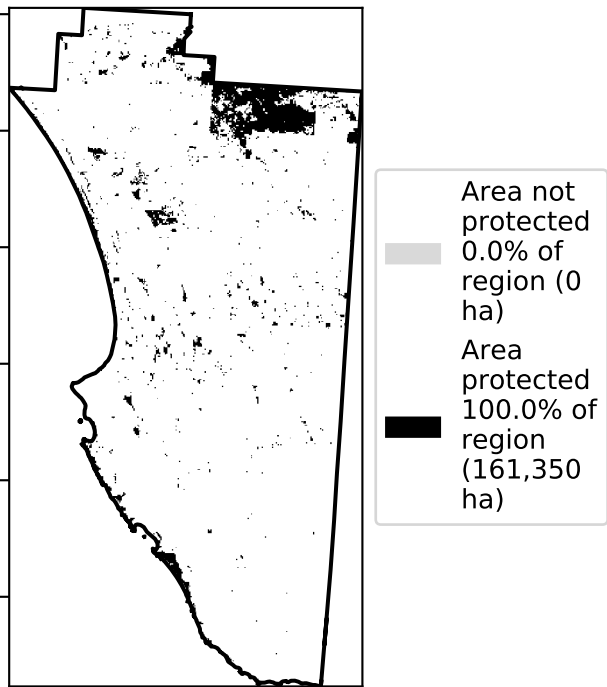 Area not
protected
0.0% of
region (0
ha)
Area
protected
100.0% of
region
(161,350
ha)